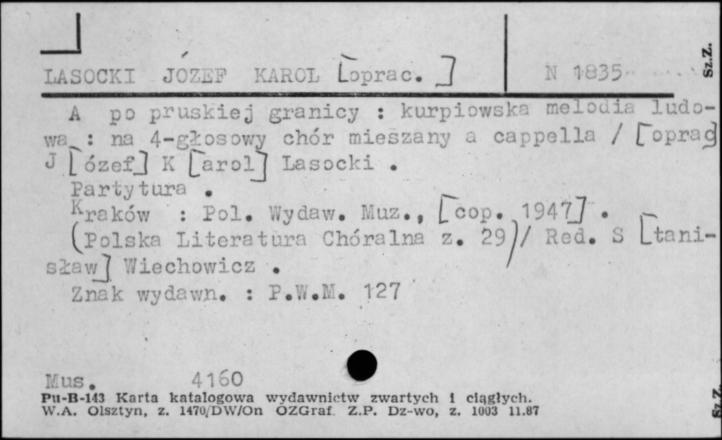 LASOCKI JÓZEF KAROL [oprac.] N 1835
A po pruskiej granicy : kurpiowska melodia ludo-
wa : na 4-głosowy chór mieszany a cappella / [oprac]
J [ózef] K [arol] Lasocki .
Partytura .
Kraków : Pol. Wydaw. Muz., [cop. 1947] .
(Polska Literatura Chóralna z. 29)/ Red. S [tani-
sław] Wiechowicz .
Znak wydawn. : P.W.M. 127
Mus. 4160
Pu-B-143 Karta katalogowa wydawnictw zwartych i ciągłych.
W.A. Olsztyn, z. 1470/DW/On OZGraf. Z.P. Dz-wo, z. 1003 11.87
Sz.Z.
Sz.Z.